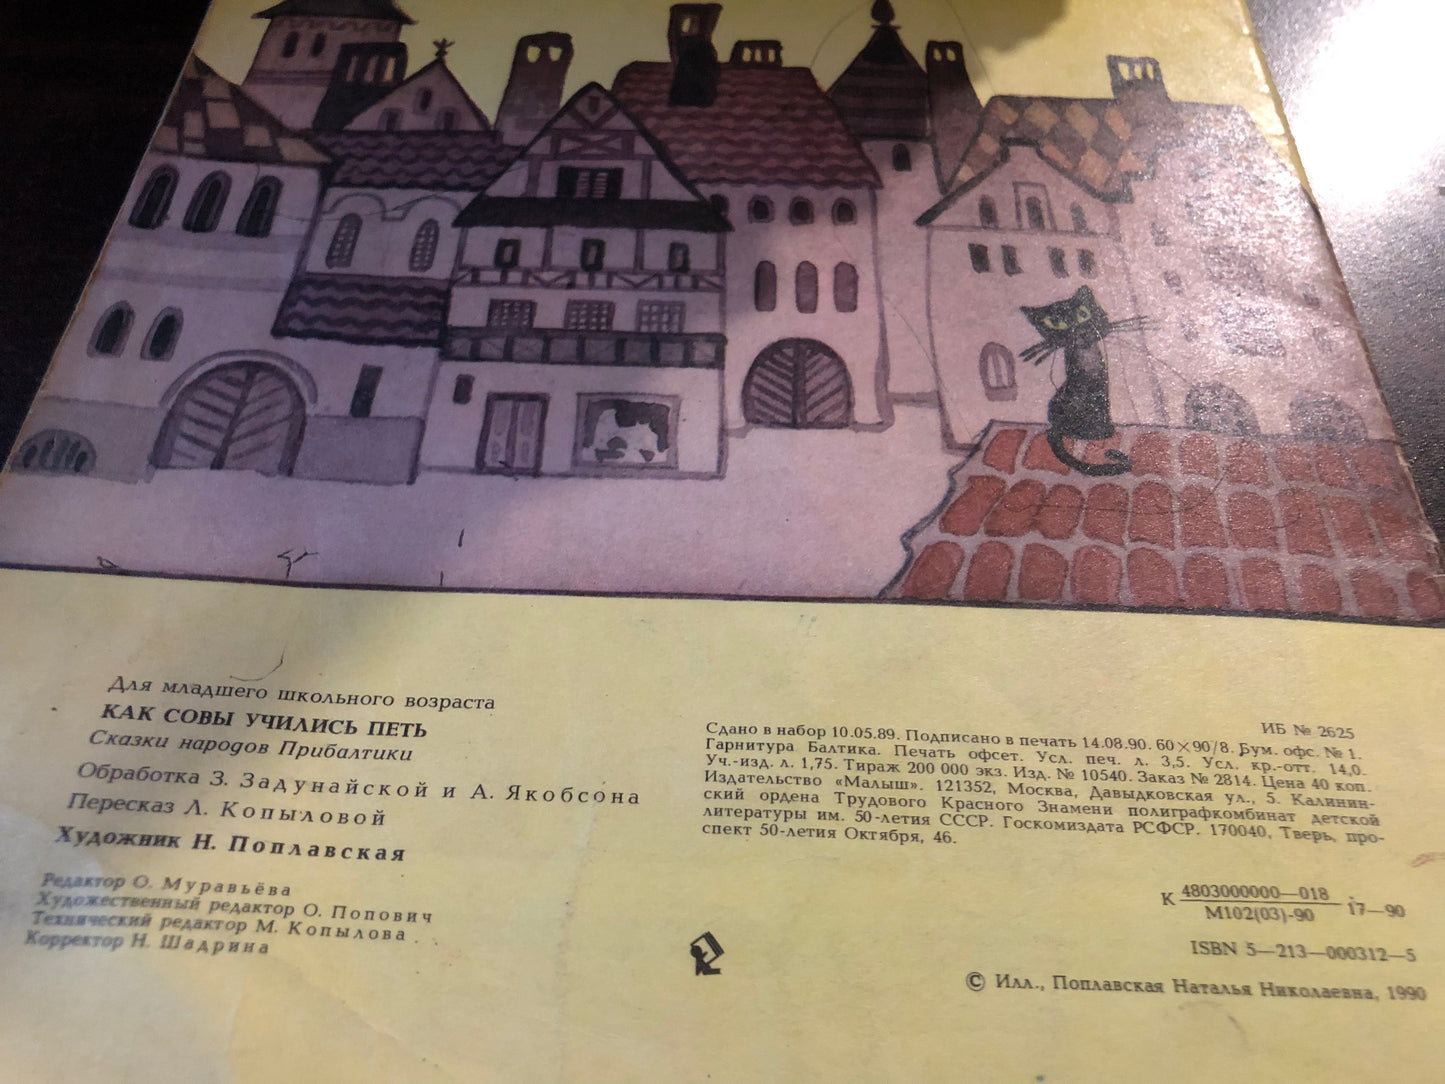 Для младшего школьного возраста
КАК СОВЫ УЧИЛИСЬ ПЕТЬ
Сказки народов Прибалтики
Обработка З. Задунайской и А. Якобсона
Пересказ Л. Копыловой
Художник Н. Поплавская
Редактор О. Муравьёва
Художественный редактор О. Попович
Технический редактор М. Копылова
Корректор Н. Шадрина
ИБ № 2625
Сдано в набор 10.05.89. Подписано в печать 14.08.90. 60×90/8. Бум. офс. № 1.
Гарнитура Балтика. Печать офсет. Усл. печ. л. 3,5. Усл. кр.-отт. 14,0.
Уч.-изд. л. 1,75. Тираж 200 000 экз. Изд. № 10540. Заказ № 2814. Цена 40 коп.
Издательство «Малыш». 121352, Москва, Давыдковская ул., 5. Калинин-
ский ордена Трудового Красного Знамени полиграфкомбинат детской
литературы им. 50-летия СССР. Госкомиздата РСФСР. 170040, Тверь, про-
спект 50-летия Октября, 46.
К 4803000000—018
М102(03)-90
17—90
ISBN 5—213—000312—5
© Илл., Поплавская Наталья Николаевна, 1990